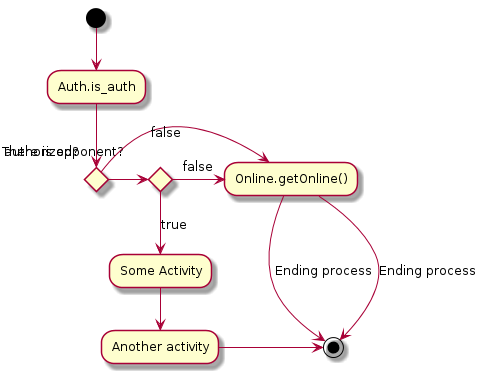 Auth.is_auth
false
authorized?
There is opponent?
false
Online.getOnline()
true
Some Activity
Ending process
Ending process
Another activity